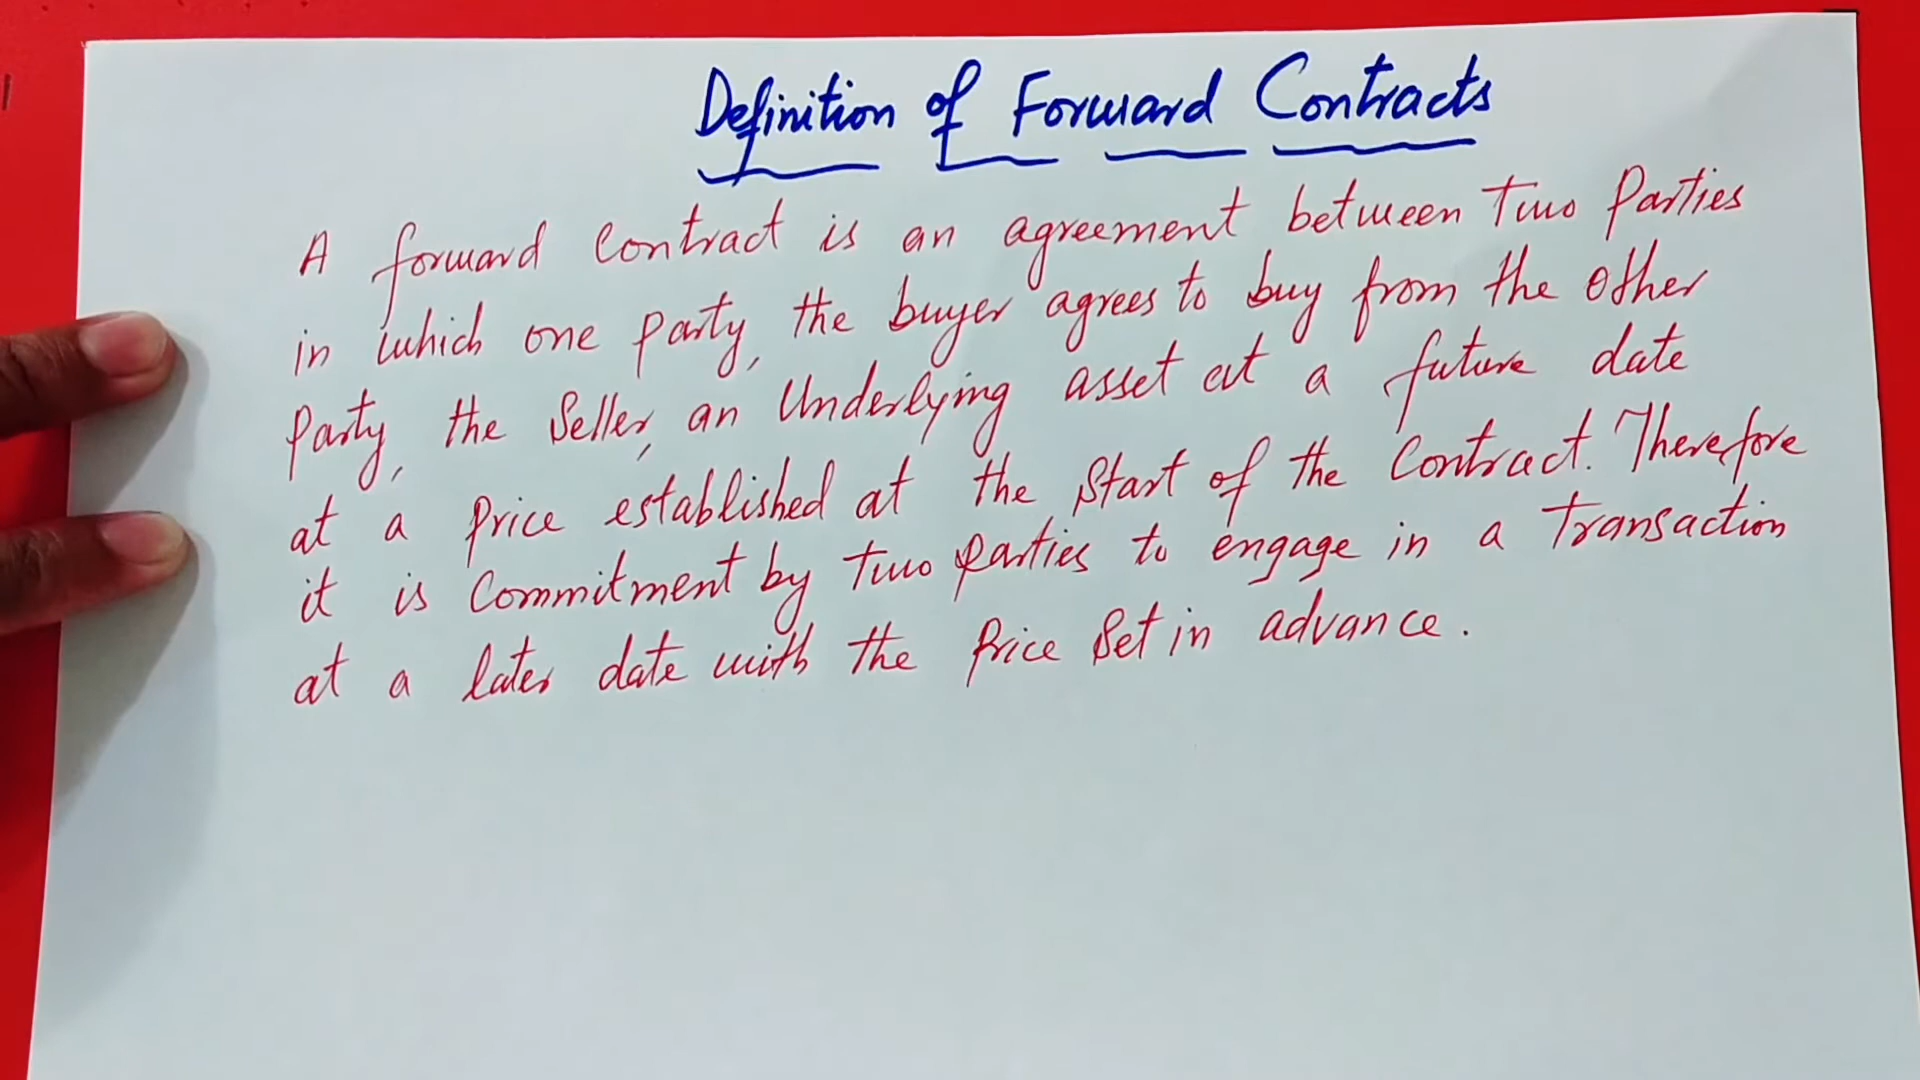 Definition of Forward Contracts
A forward Contract is an agreement between Two Parties
in which one party, the buyer agrees to buy from the other
Party, the Seller, an Underlying asset at a future date
at a Price established at the Start of the Contract. Therefore
it is Commitment by Two parties to engage in a Transaction
at a later date with the Price Set in advance.